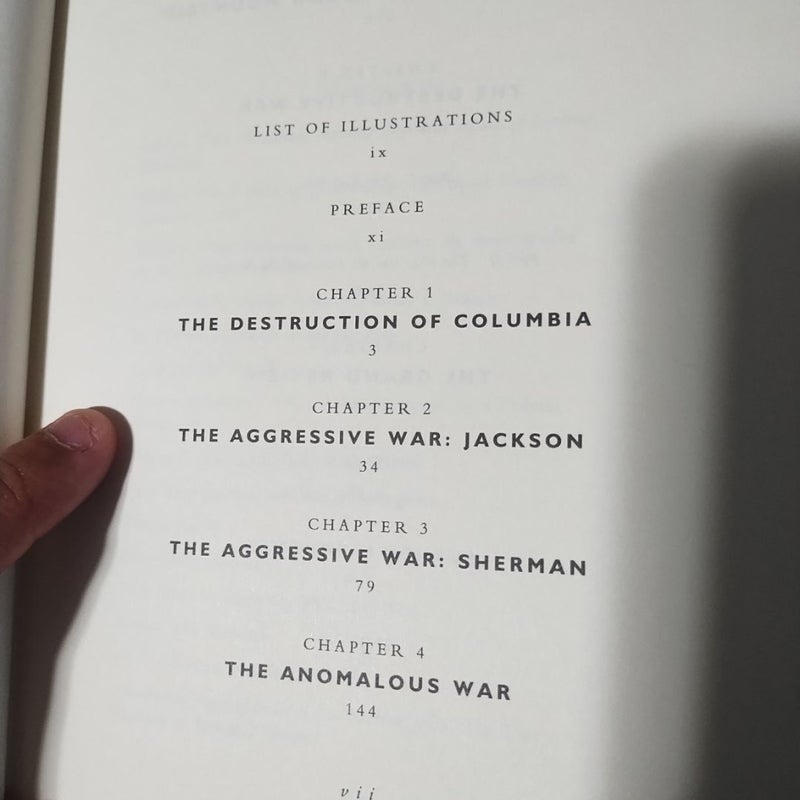 LIST OF ILLUSTRATIONS
ix
PREFACE
xi
CHAPTER 1
THE DESTRUCTION OF COLUMBIA
3
CHAPTER 2
THE AGGRESSIVE WAR: JACKSON
34
CHAPTER 3
THE AGGRESSIVE WAR: SHERMAN
79
CHAPTER 4
THE ANOMALOUS WAR
144
vii